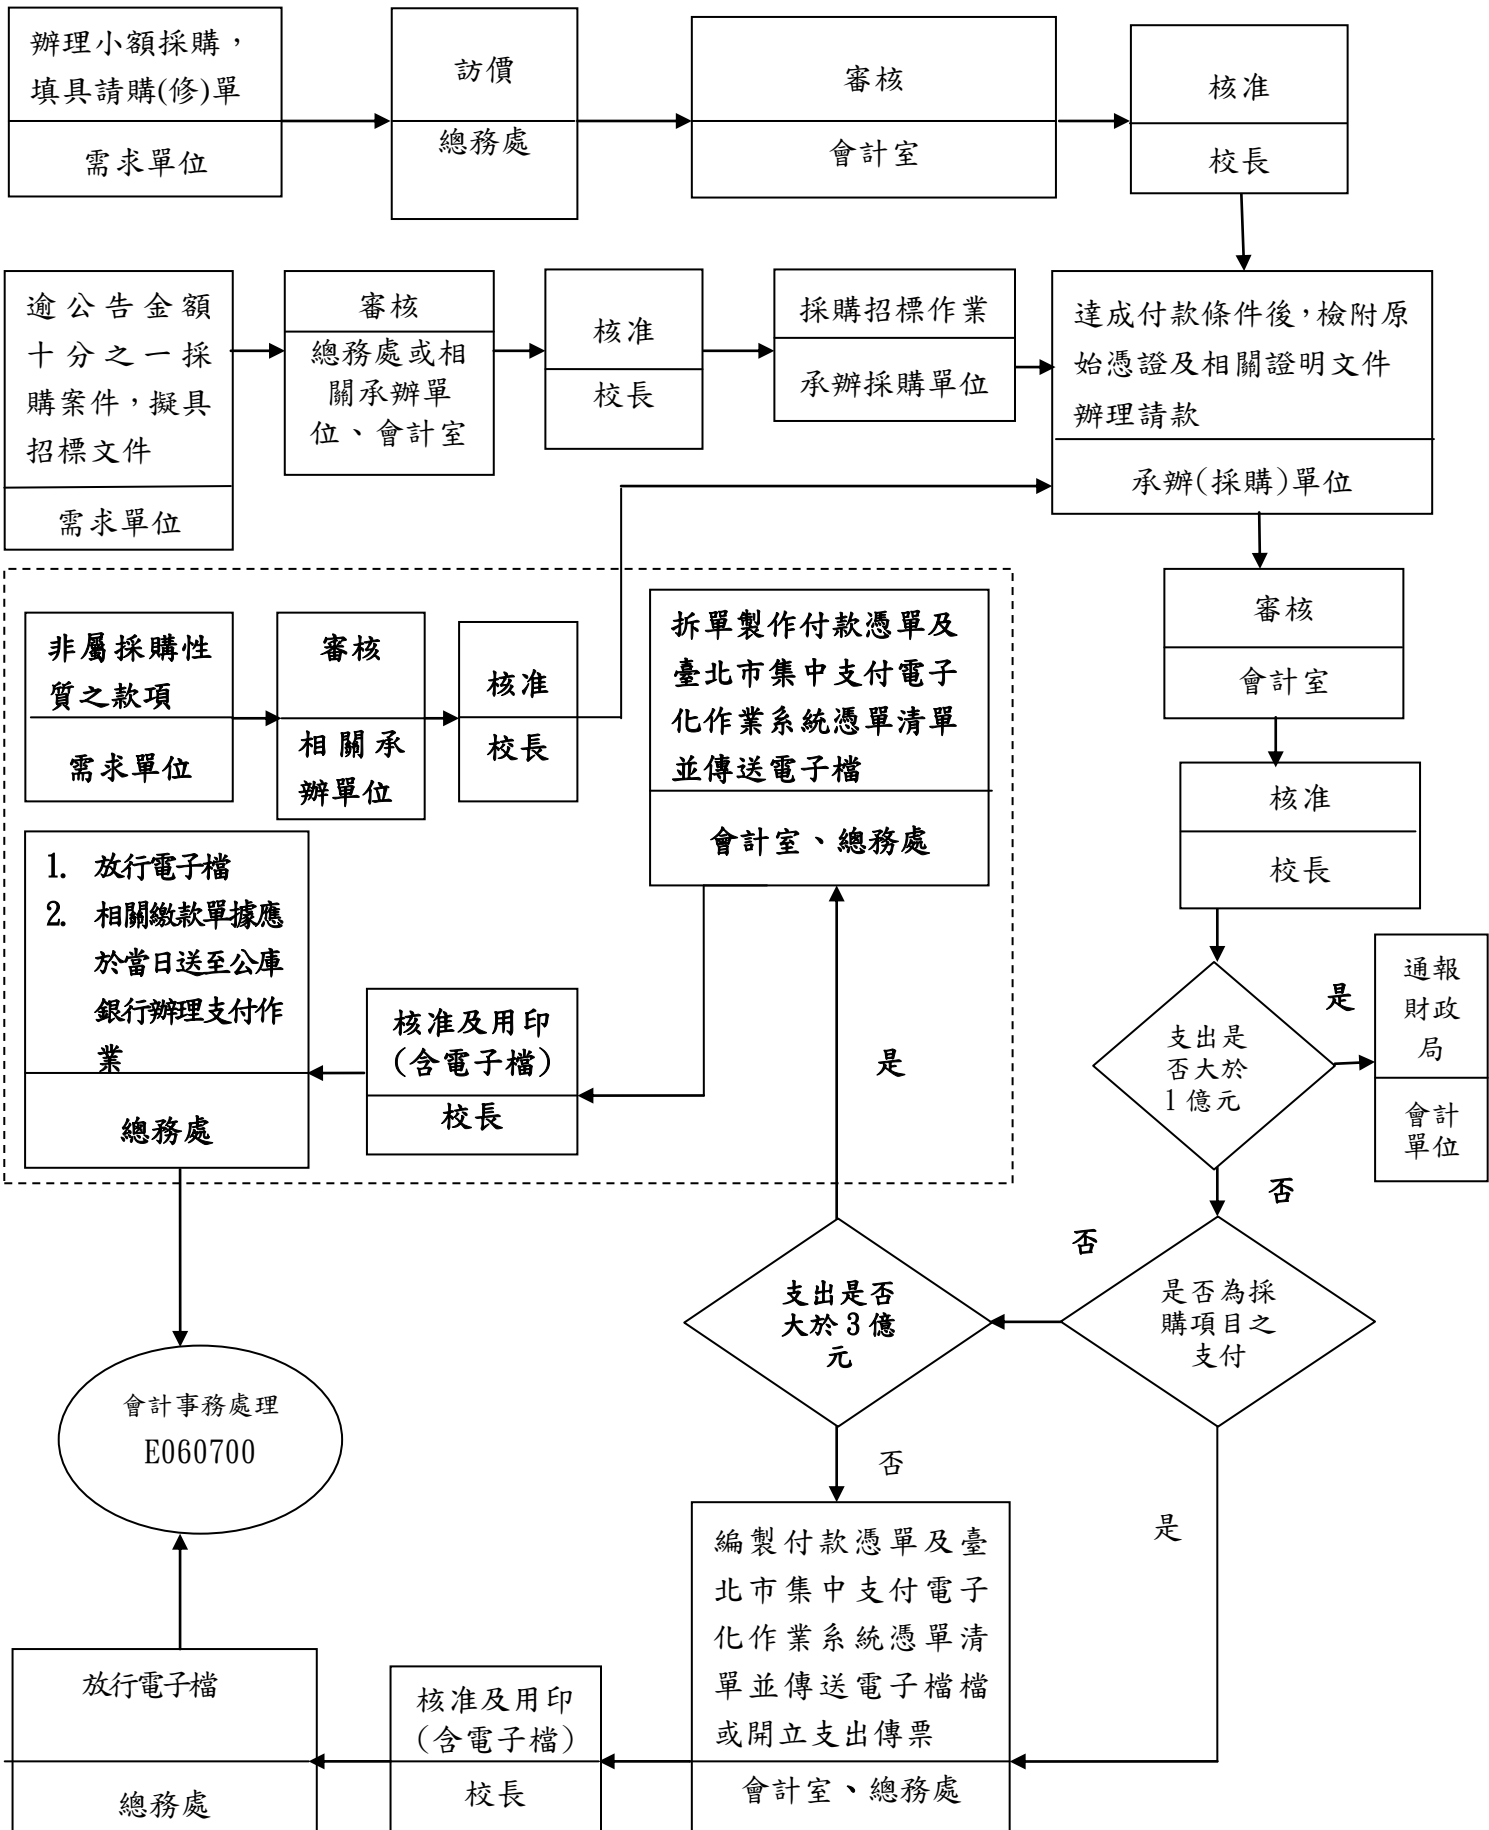 辦理小額採購，
填具請購(修)單
需求單位
訪價
總務處
審核
會計室
核准
校長
逾公告金額
十分之一採
購案件，擬具
招標文件
需求單位
審核
總務處或相
關承辦單
位、會計室
核准
校長
採購招標作業
承辦採購單位
達成付款條件後，檢附原
始憑證及相關證明文件
辦理請款
承辦(採購)單位
審核
會計室
核准
校長
非屬採購性
質之款項
需求單位
審核
相關承
辦單位
核准
校長
拆單製作付款憑單及
臺北市集中支付電子
化作業系統憑單清單
並傳送電子檔
會計室、總務處
1. 放行電子檔
2. 相關繳款單據應
於當日送至公庫
銀行辦理支付作
業
總務處
核准及用印
(含電子檔)
校長
是
支出是
否大於
1億元
是
通報
財政
局
會計
單位
否
是否為採
購項目之
支付
否
支出是否
大於3億
元
否
是
會計事務處理
E060700
編製付款憑單及臺
北市集中支付電子
化作業系統憑單清
單並傳送電子檔檔
或開立支出傳票
會計室、總務處
核准及用印
(含電子檔)
校長
放行電子檔
總務處